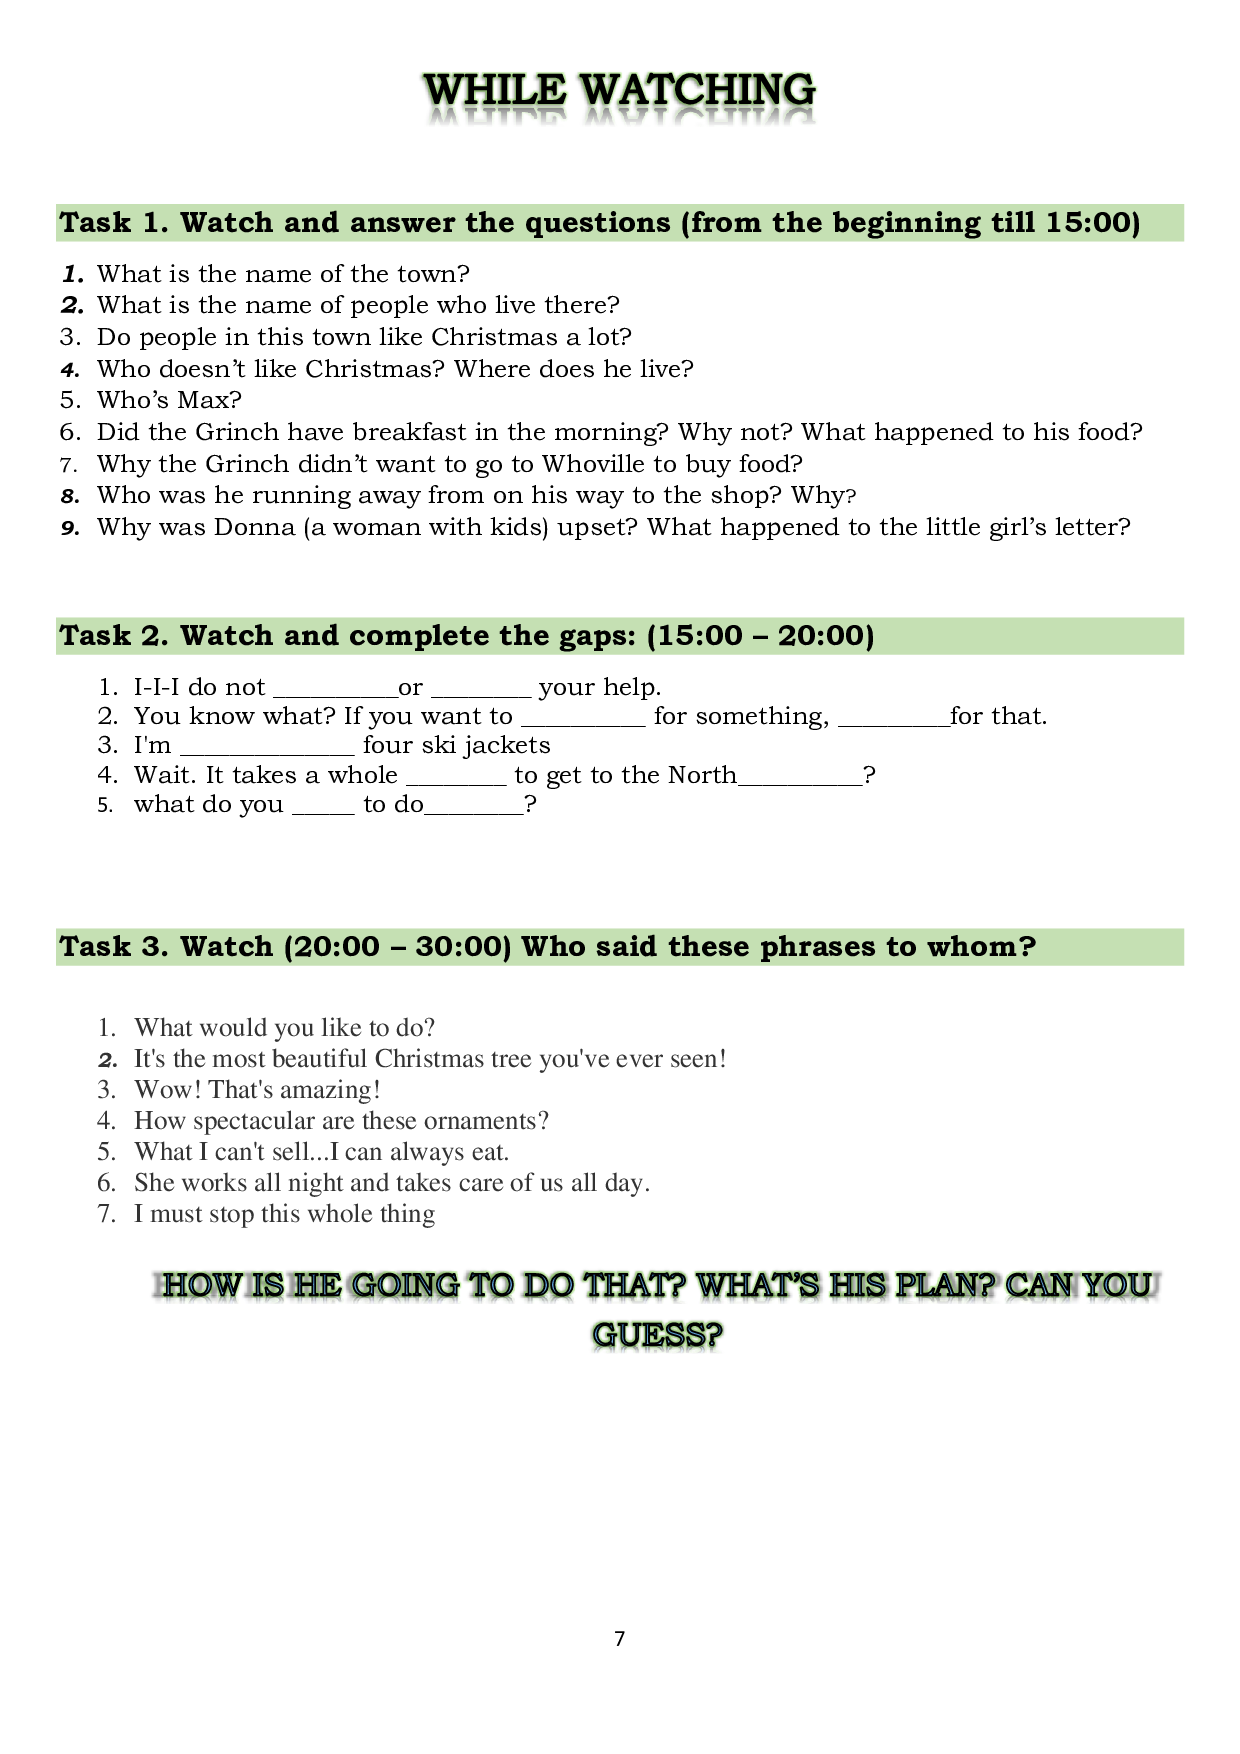 WHILE WATCHING
Task 1. Watch and answer the questions (from the beginning till 15:00)
1. What is the name of the town?
2. What is the name of people who live there?
3. Do people in this town like Christmas a lot?
4. Who doesn’t like Christmas? Where does he live?
5. Who’s Max?
6. Did the Grinch have breakfast in the morning? Why not? What happened to his food?
7. Why the Grinch didn’t want to go to Whoville to buy food?
8. Who was he running away from on his way to the shop? Why?
9. Why was Donna (a woman with kids) upset? What happened to the little girl’s letter?
Task 2. Watch and complete the gaps: (15:00 – 20:00)
1. I-I-I do not __________or ________ your help.
2. You know what? If you want to __________ for something, _________for that.
3. I'm ______________ four ski jackets
4. Wait. It takes a whole ________ to get to the North__________?
5. what do you _____ to do________?
Task 3. Watch (20:00 – 30:00) Who said these phrases to whom?
1. What would you like to do?
2. It's the most beautiful Christmas tree you've ever seen!
3. Wow! That's amazing!
4. How spectacular are these ornaments?
5. What I can't sell...I can always eat.
6. She works all night and takes care of us all day.
7. I must stop this whole thing
HOW IS HE GOING TO DO THAT? WHAT’S HIS PLAN? CAN YOU
GUESS?
7